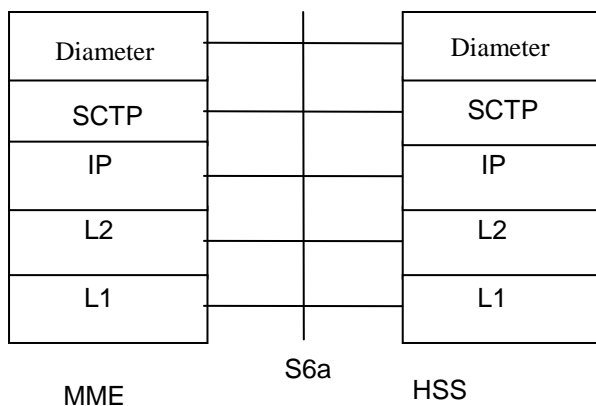 Diameter
Diameter
SCTP
SCTP
IP
IP
L2
L2
L1
L1
S6a
MME
HSS